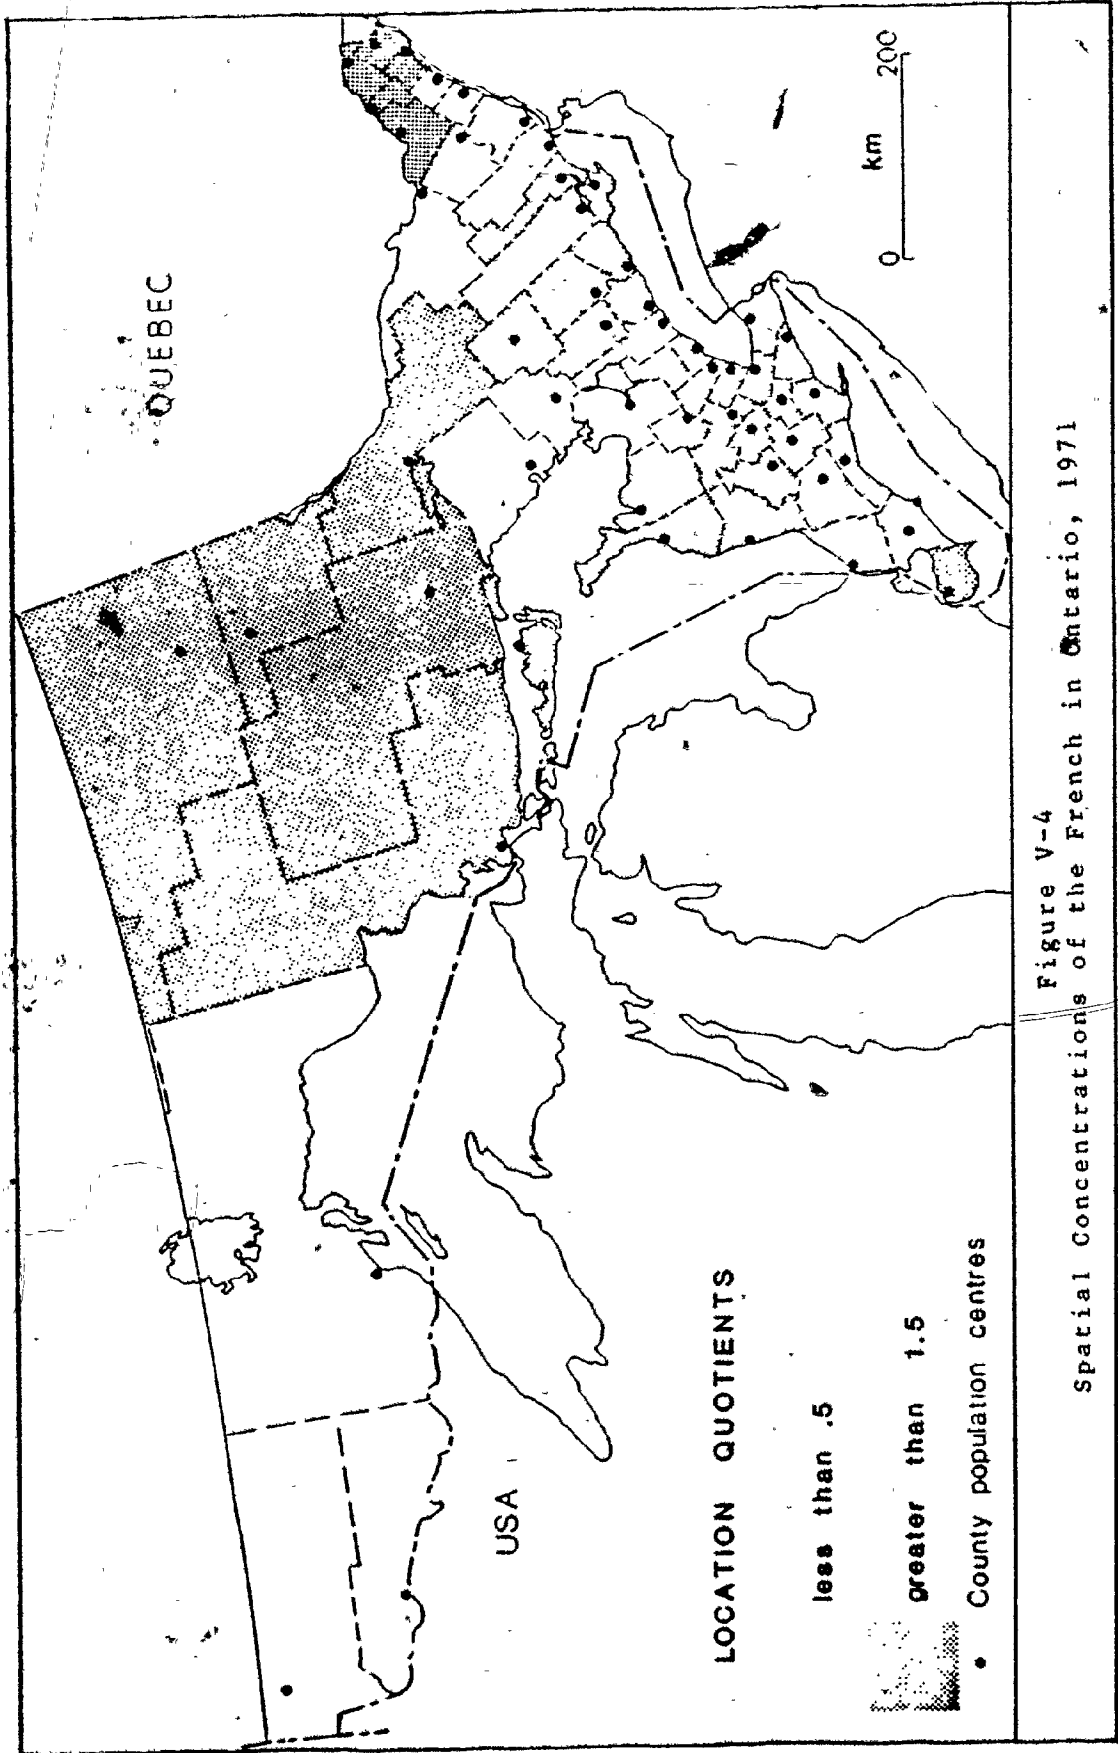 QUEBEC
USA
km
0 200
LOCATION QUOTIENTS
less than .5
greater than 1.5
County population centres
Figure V-4
Spatial Concentrations of the French in Ontario, 1971